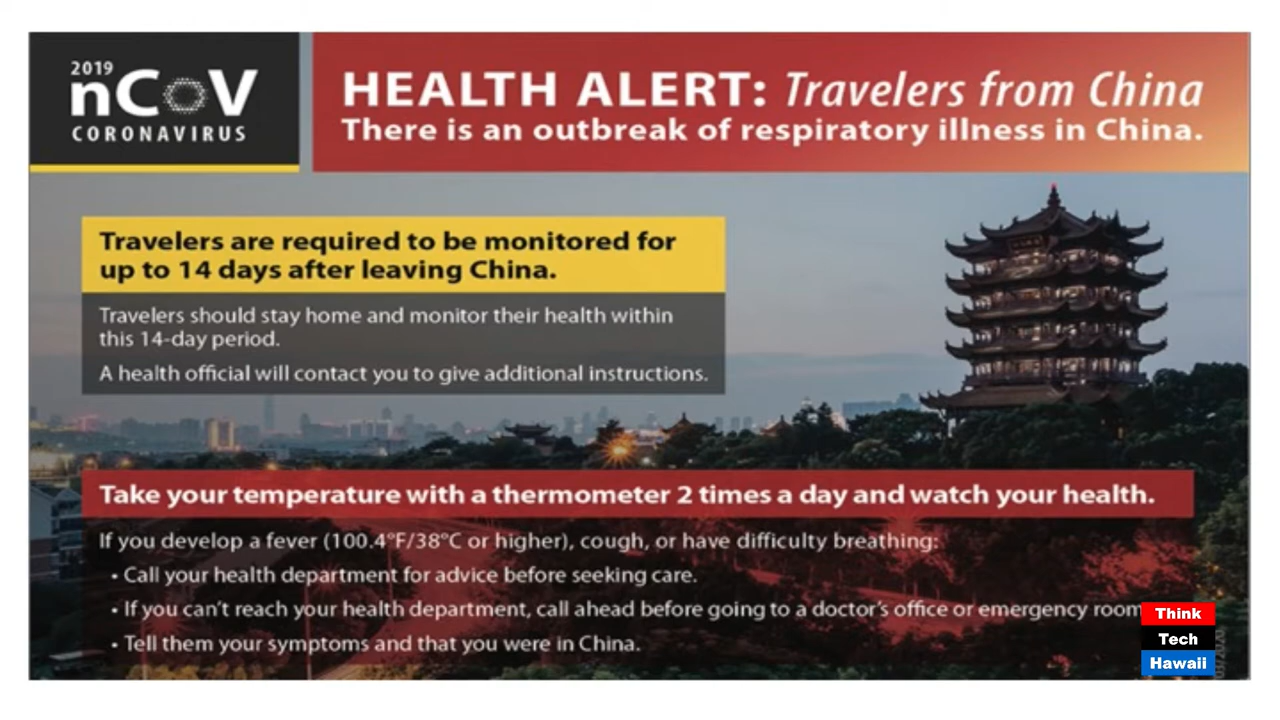 2019
nCoV
CORONAVIRUS
HEALTH ALERT: Travelers from China
There is an outbreak of respiratory illness in China.
Travelers are required to be monitored for
up to 14 days after leaving China.
Travelers should stay home and monitor their health within
this 14-day period.
A health official will contact you to give additional instructions.
Take your temperature with a thermometer 2 times a day and watch your health.
If you develop a fever (100.4°F/38°C or higher), cough, or have difficulty breathing:
• Call your health department for advice before seeking care.
• If you can't reach your health department, call ahead before going to a doctor's office or emergency room
• Tell them your symptoms and that you were in China.
Think
Tech
Hawaii